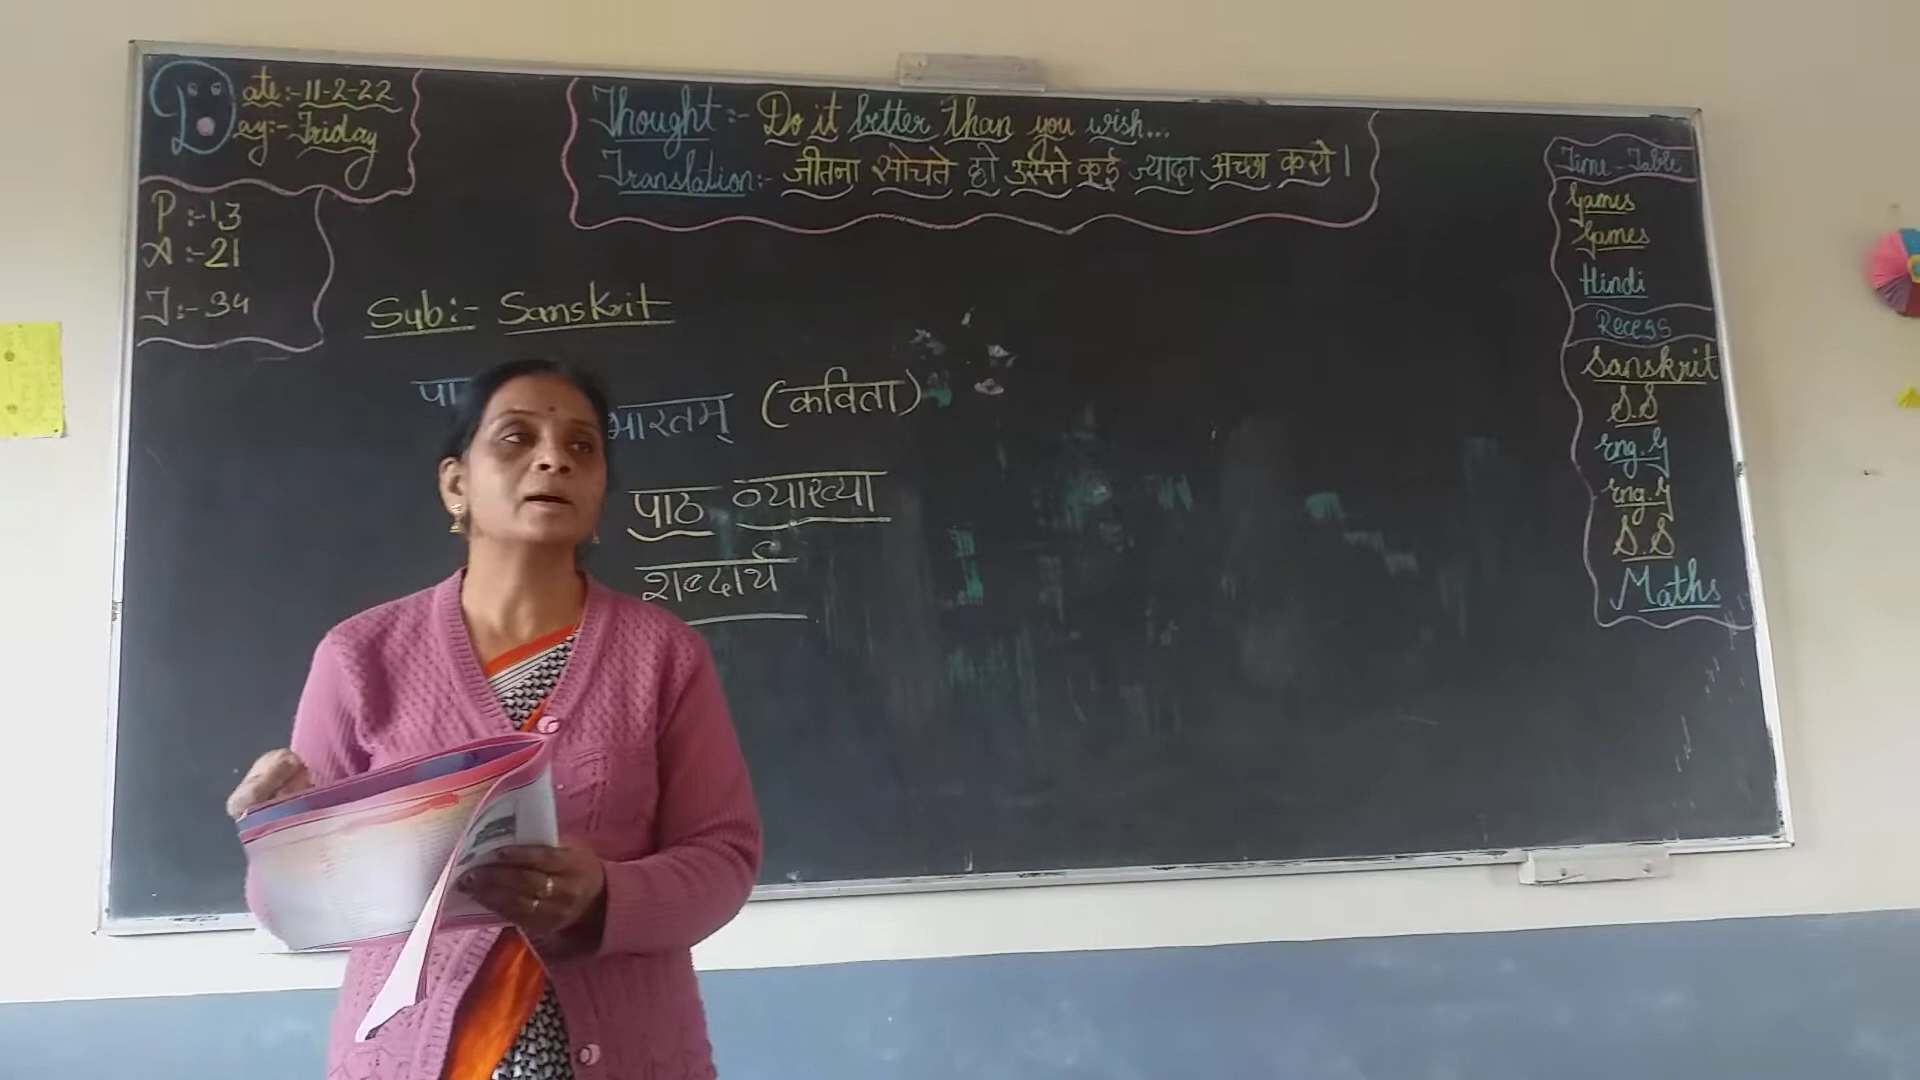 Date:-11-2-22
Day:-Friday
P:-13
A:-21
T:-34
Thought:- Do it better than you wish...
Translation:- जीतना सोचते हो उससे कई ज्यादा अच्छा करो।
Sub:- Sanskrit
भारतम् (कविता)
पाठ व्याख्या
शब्दार्थ
Time-Table
Games
Games
Hindi
Recess
Sanskrit
S.S
Eng.G
Eng.G
S.S
Maths